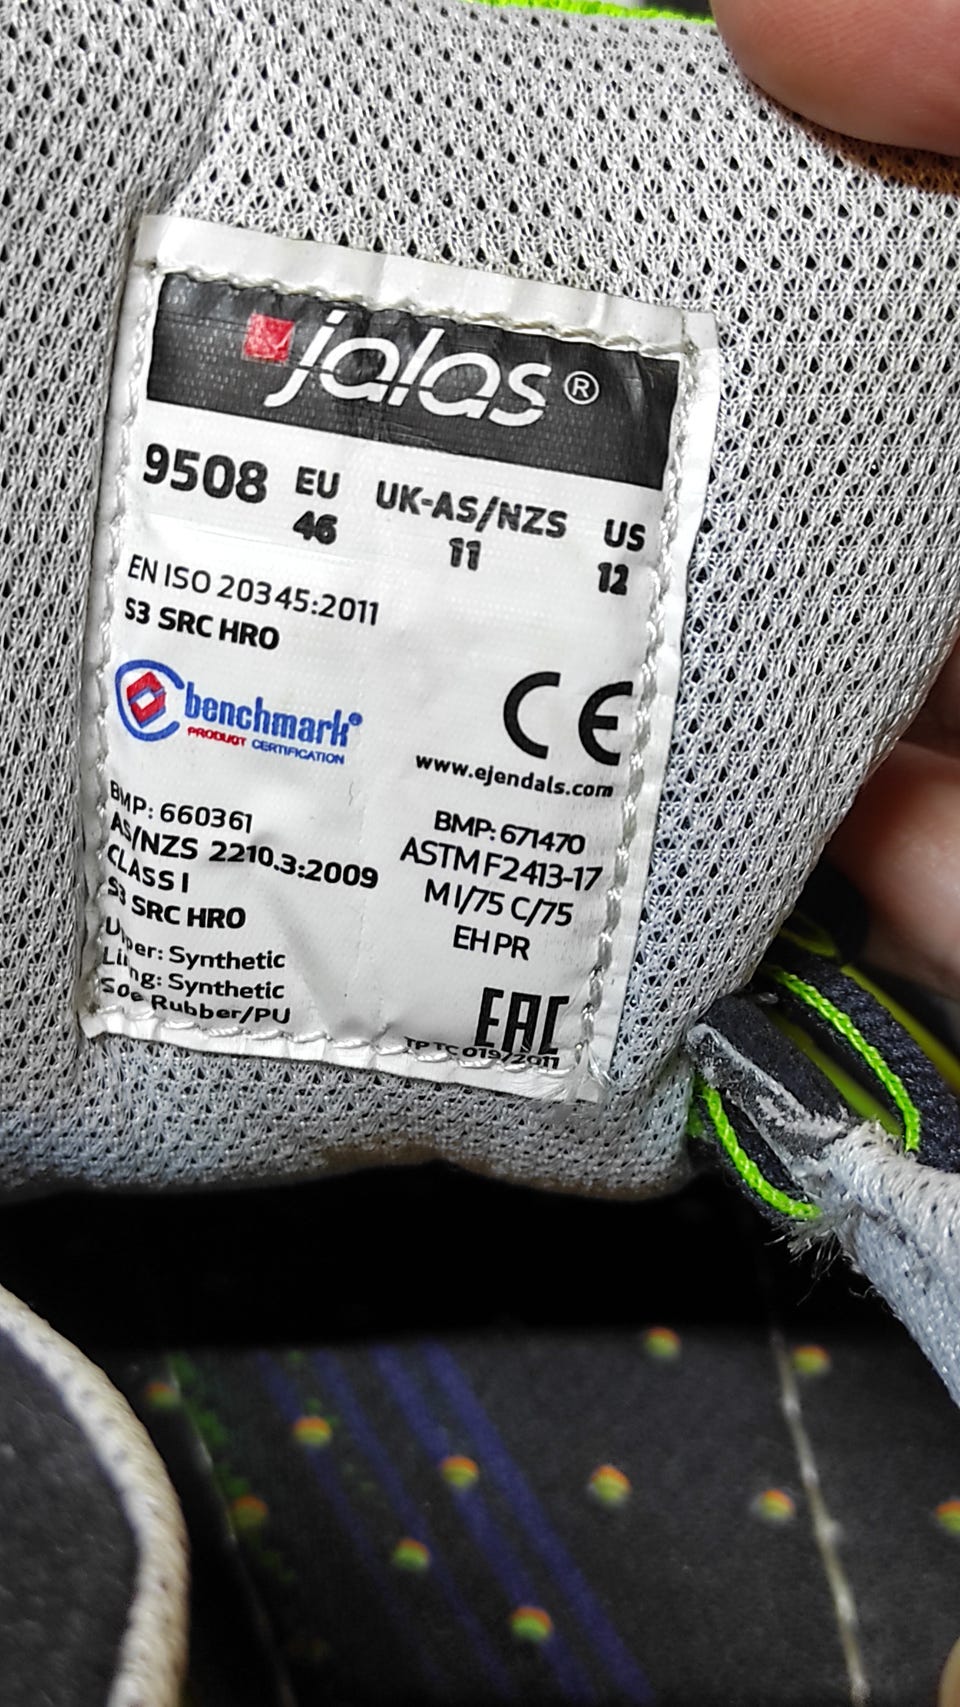 jalas®
9508 EU UK-AS/NZS US
46 11 12
EN ISO 20345:2011
S3 SRC HRO
benchmark®
PRODUCT CERTIFICATION
CE
www.ejendals.com
BMP: 660361
AS/NZS 2210.3:2009
CLASS I
S3 SRC HRO
Upper: Synthetic
Lining: Synthetic
Soe Rubber/PU
BMP: 671470
ASTM F2413-17
M I/75 C/75
EH PR
EAC
TP TC 019/2011